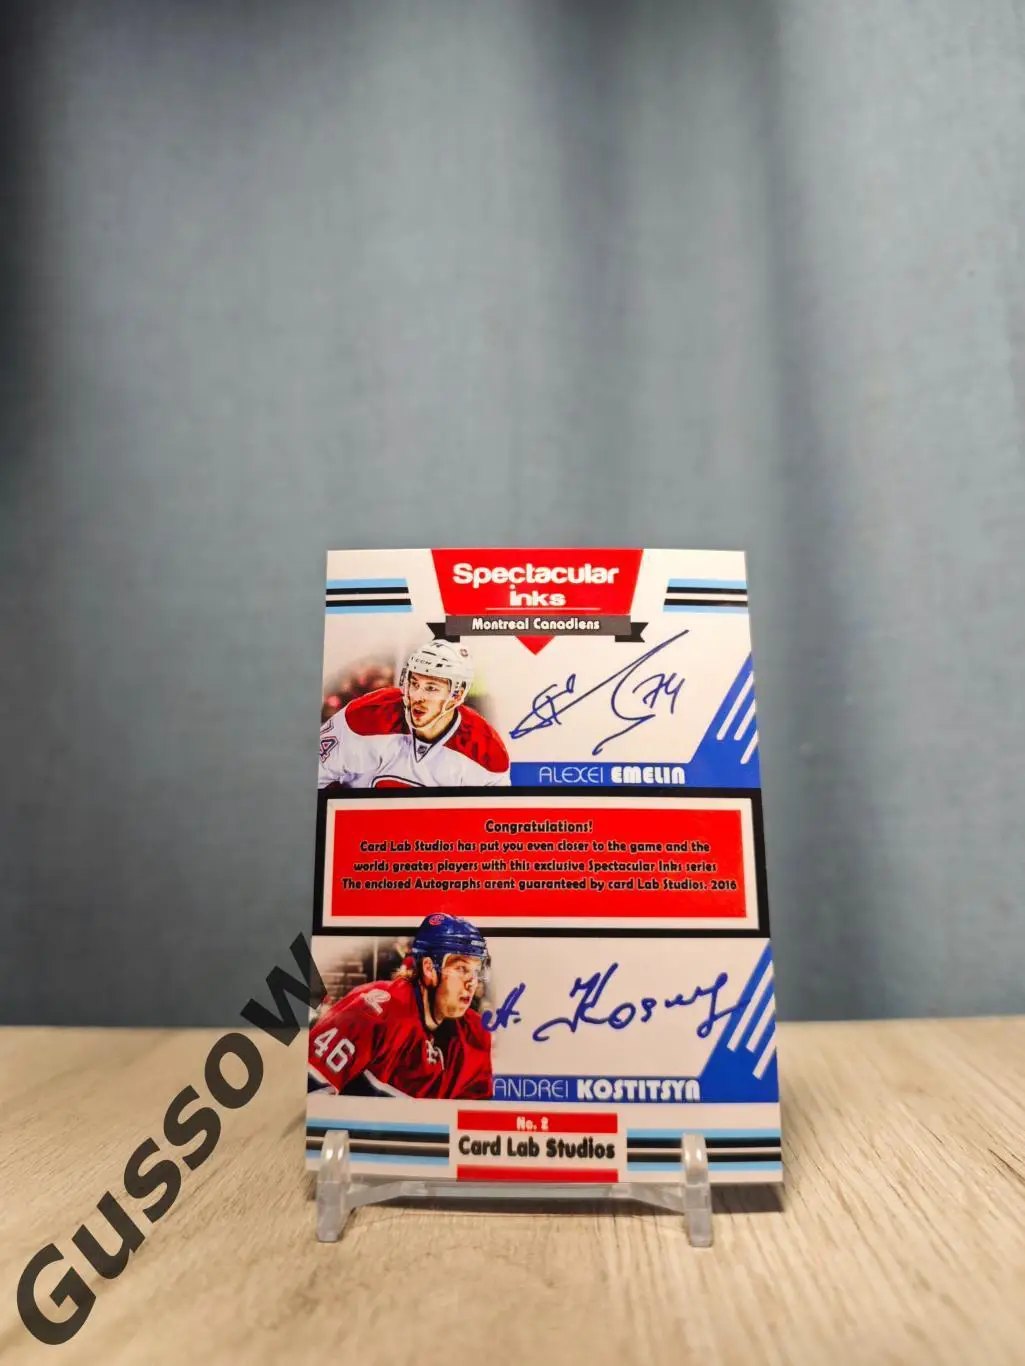 Spectacular
inks
Montreal Canadiens
74
74
ALEXEI EMELIN
Congratulations!
Card Lab Studios has put you even closer to the game and the
worlds greates players with this exclusive Spectacular Inks series
The enclosed Autographs arent guaranteed by card Lab Studios. 2016
46
ANDREI KOSTITSYN
No. 2
Card Lab Studios
Gussow